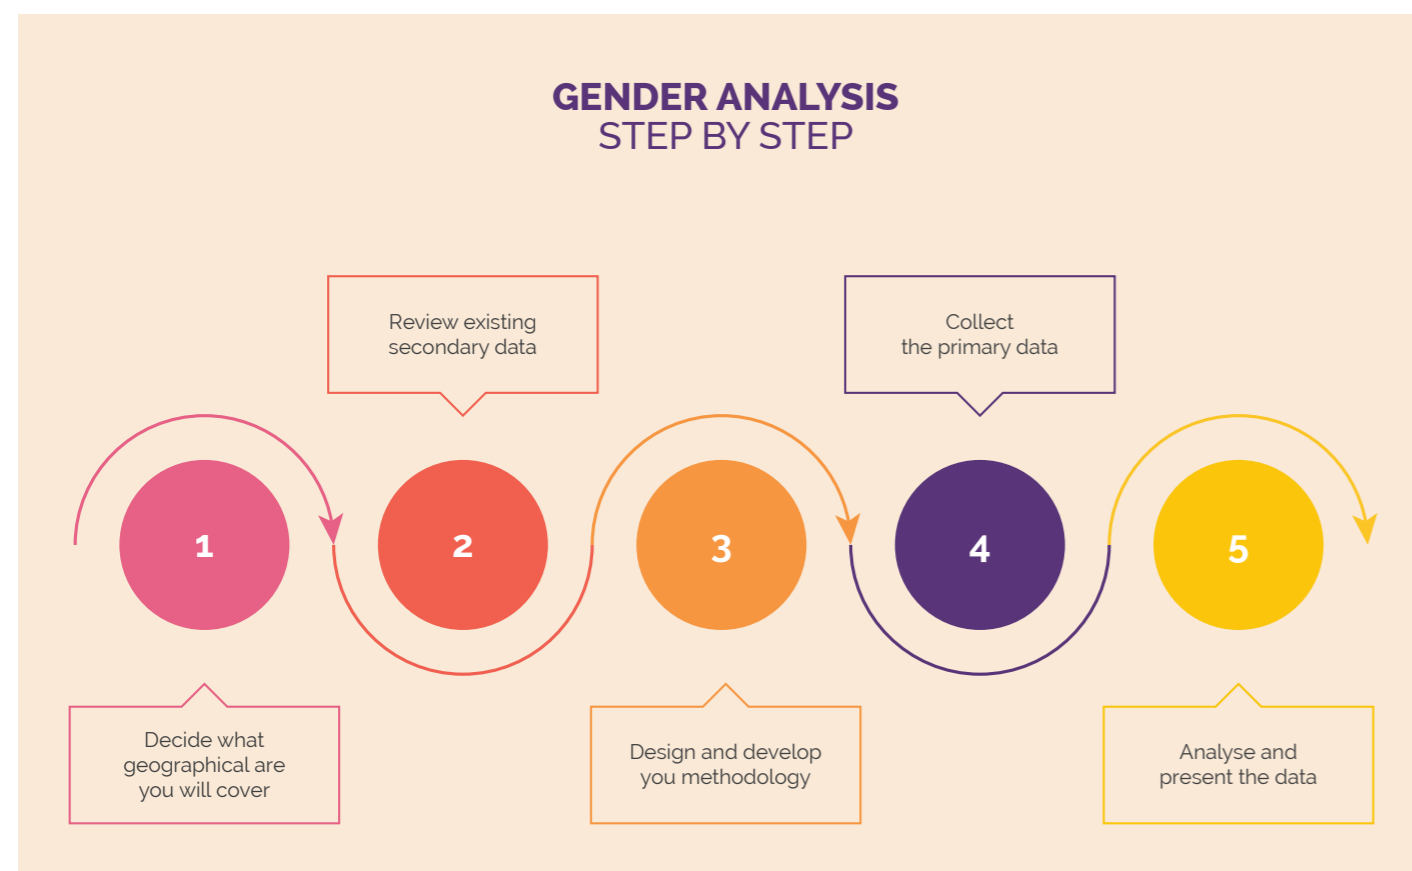 GENDER ANALYSIS
STEP BY STEP
1
Decide what
geographical are
you will cover
2
Review existing
secondary data
3
Design and develop
you methodology
4
Collect
the primary data
5
Analyse and
present the data